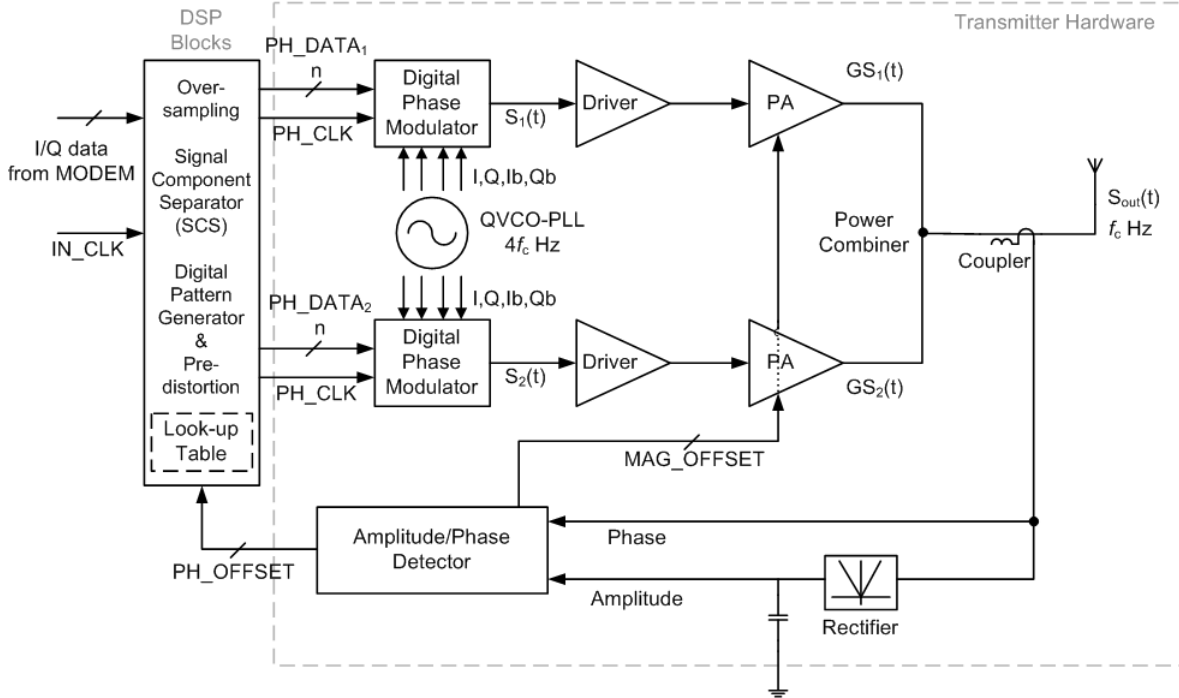 DSP
Blocks
Transmitter Hardware
PH_DATA₁
n
PH_CLK
Over-
sampling
Signal
Component
Separator
(SCS)
Digital
Pattern
Generator
&
Pre-
distortion
Look-up
Table
I/Q data
from MODEM
IN_CLK
Digital
Phase
Modulator
S₁(t)
Driver
PA
GS₁(t)
I,Q,Ib,Qb
QVCO-PLL
4fc Hz
I,Q,Ib,Qb
Power
Combiner
Coupler
Sout(t)
fc Hz
PH_DATA₂
n
PH_CLK
Digital
Phase
Modulator
S₂(t)
Driver
PA
GS₂(t)
MAG_OFFSET
PH_OFFSET
Amplitude/Phase
Detector
Phase
Amplitude
Rectifier